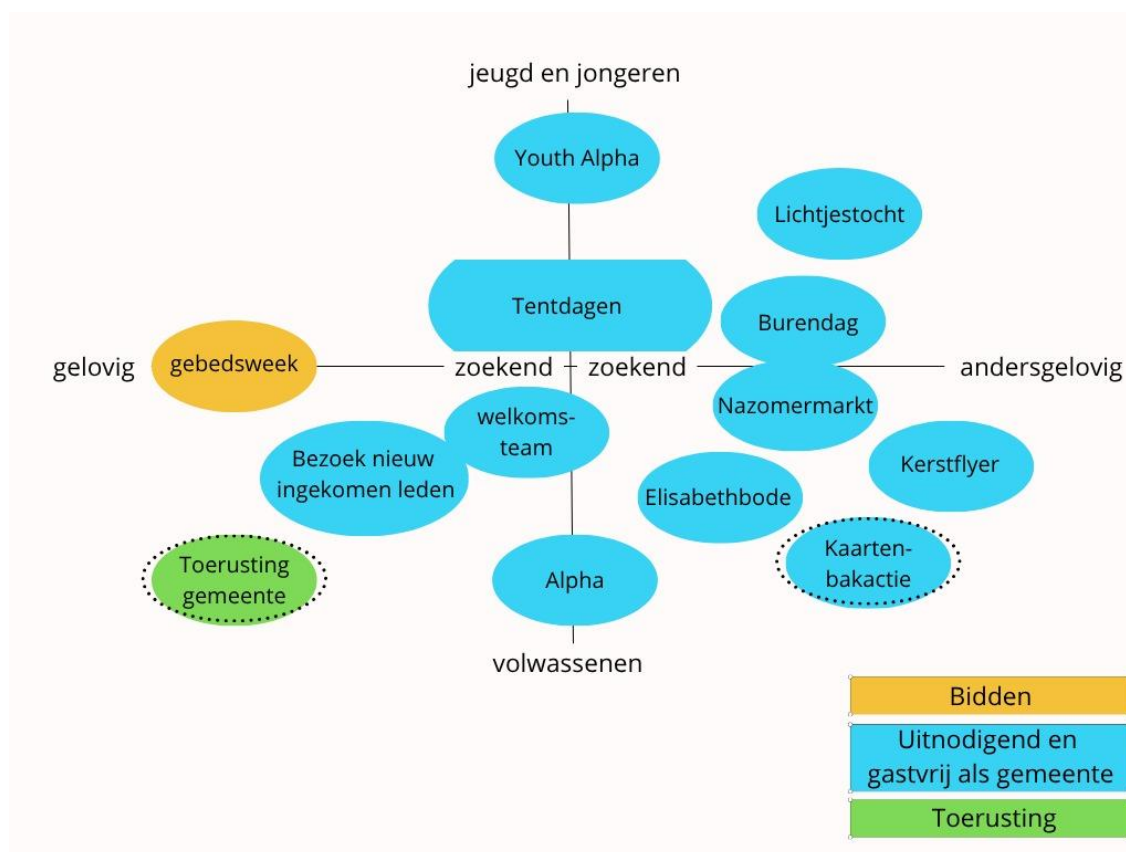 jeugd en jongeren
Youth Alpha
Lichtjestocht
Tentdagen
Burendag
gelovig
gebedsweek
zoekend
zoekend
andersgelovig
Nazomermarkt
welkoms-
team
Bezoek nieuw
ingekomen leden
Kerstflyer
Elisabethbode
Toerusting
gemeente
Alpha
Kaarten-
bakactie
volwassenen
Bidden
Uitnodigend en
gastvrij als gemeente
Toerusting